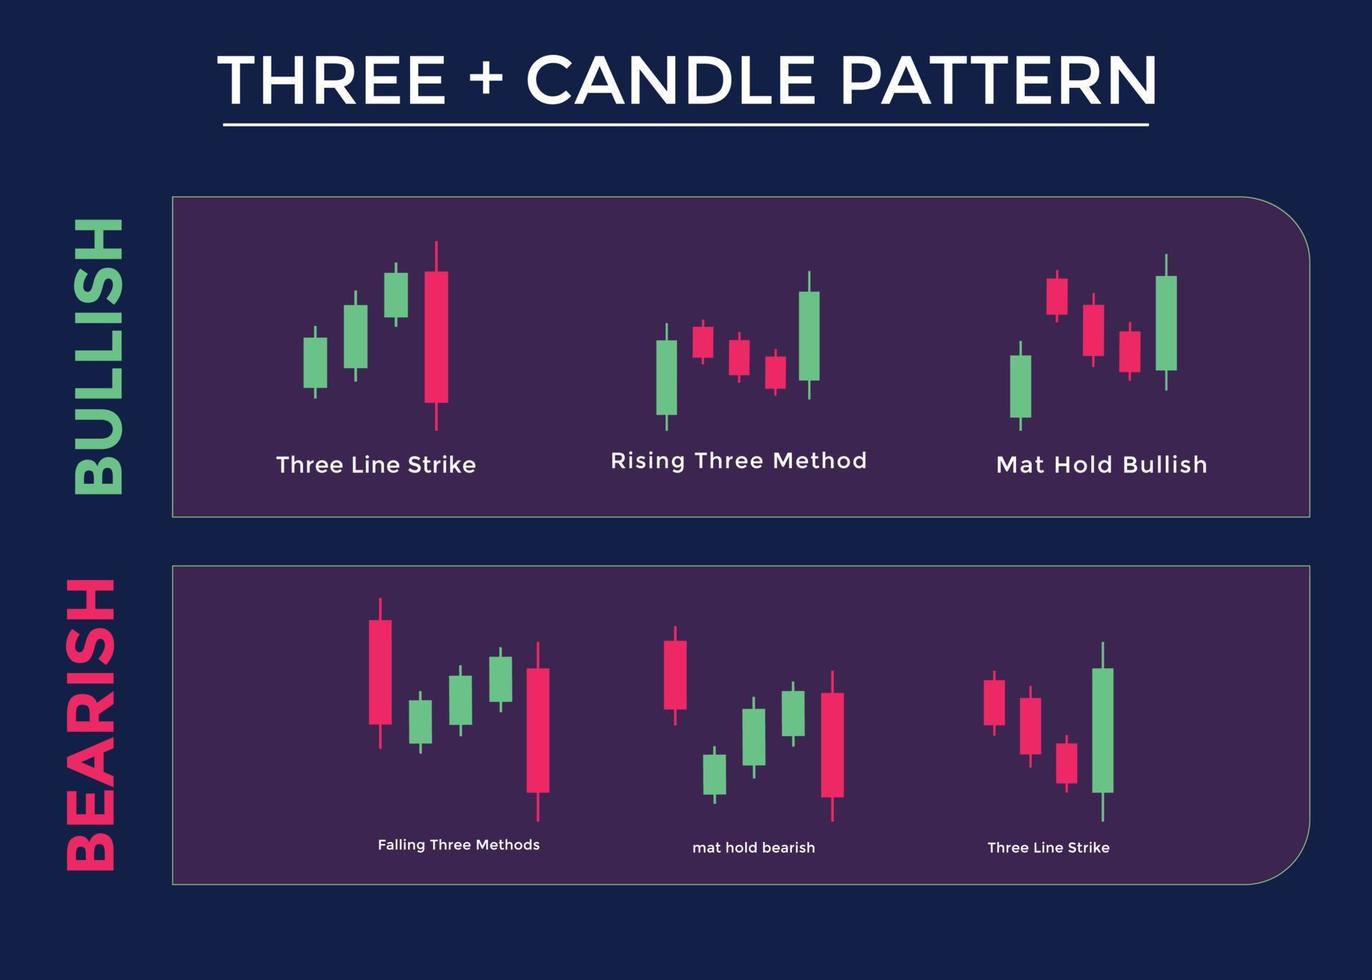 THREE + CANDLE PATTERN
BULLISH
Three Line Strike
Rising Three Method
Mat Hold Bullish
BEARISH
Falling Three Methods
mat hold bearish
Three Line Strike